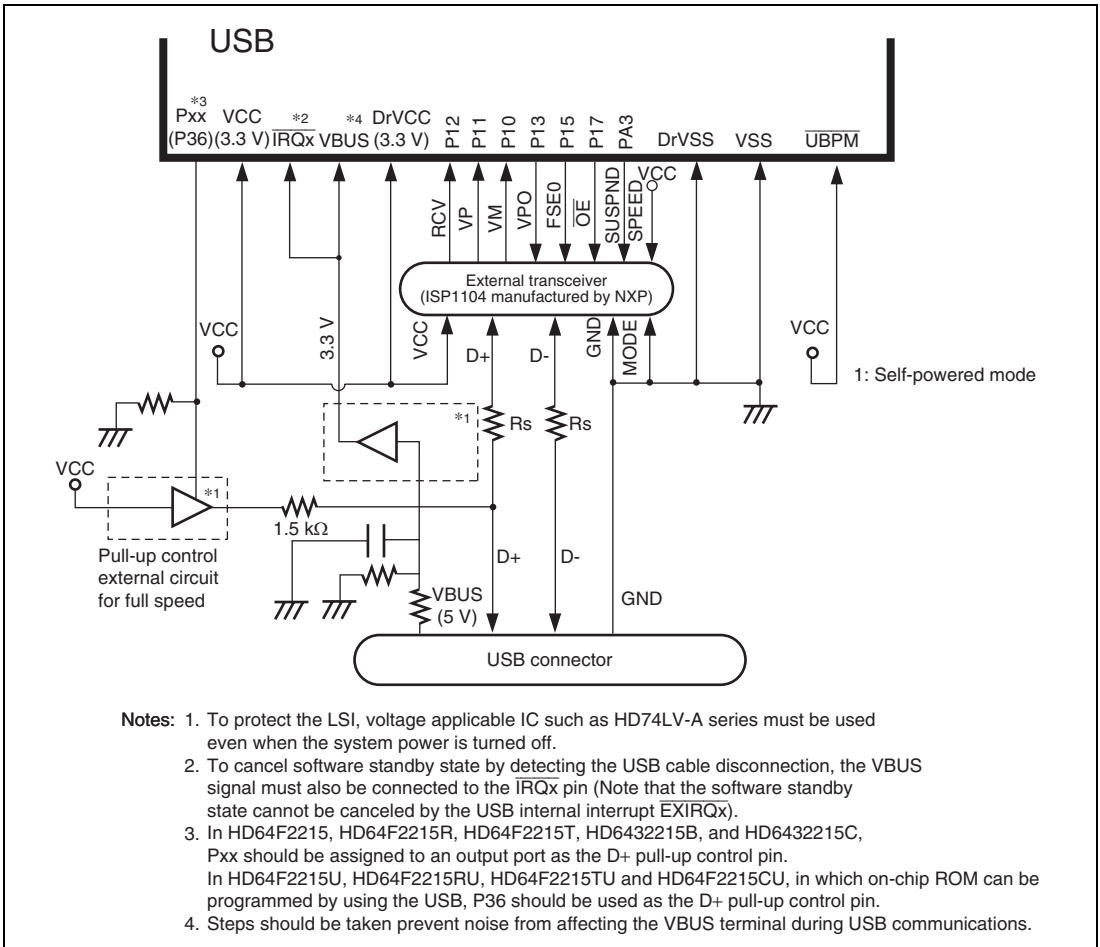 USB
*3 *2 *4
Pxx VCC DrVCC
(P36) (3.3 V) IRQx VBUS (3.3 V) P12 P11 P10 P13 P15 P17 PA3 DrVSS VSS UBPM
RCV VP VM VPO FSE0 OE SUSPND SPEED VCC
External transceiver
(ISP1104 manufactured by NXP)
VCC 3.3 V VCC D+ D- GND MODE VCC
1: Self-powered mode
*1 Rs Rs
VCC
*1
1.5 kΩ
Pull-up control
external circuit
for full speed
D+ D-
VBUS
(5 V)
GND
USB connector
Notes: 1. To protect the LSI, voltage applicable IC such as HD74LV-A series must be used
even when the system power is turned off.
2. To cancel software standby state by detecting the USB cable disconnection, the VBUS
signal must also be connected to the IRQx pin (Note that the software standby
state cannot be canceled by the USB internal interrupt EXIRQx).
3. In HD64F2215, HD64F2215R, HD64F2215T, HD6432215B, and HD6432215C,
Pxx should be assigned to an output port as the D+ pull-up control pin.
In HD64F2215U, HD64F2215RU, HD64F2215TU and HD64F2215CU, in which on-chip ROM can be
programmed by using the USB, P36 should be used as the D+ pull-up control pin.
4. Steps should be taken prevent noise from affecting the VBUS terminal during USB communications.